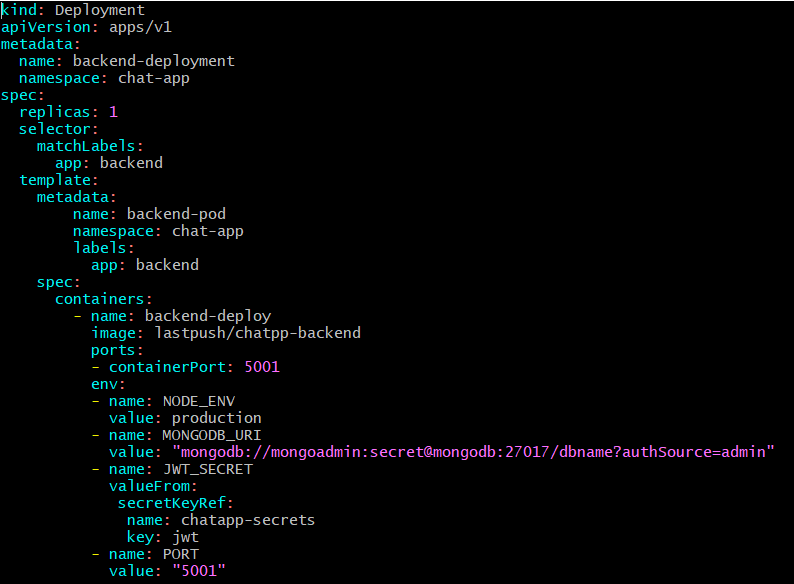 kind: Deployment
apiVersion: apps/v1
metadata:
  name: backend-deployment
  namespace: chat-app
spec:
  replicas: 1
  selector:
    matchLabels:
      app: backend
  template:
    metadata:
        name: backend-pod
        namespace: chat-app
        labels:
          app: backend
    spec:
      containers:
        - name: backend-deploy
          image: lastpush/chatpp-backend
          ports:
          - containerPort: 5001
          env:
          - name: NODE_ENV
            value: production
          - name: MONGODB_URI
            value: "mongodb://mongoadmin:secret@mongodb:27017/dbname?authSource=admin"
          - name: JWT_SECRET
            valueFrom:
             secretKeyRef:
              name: chatapp-secrets
              key: jwt
          - name: PORT
            value: "5001"